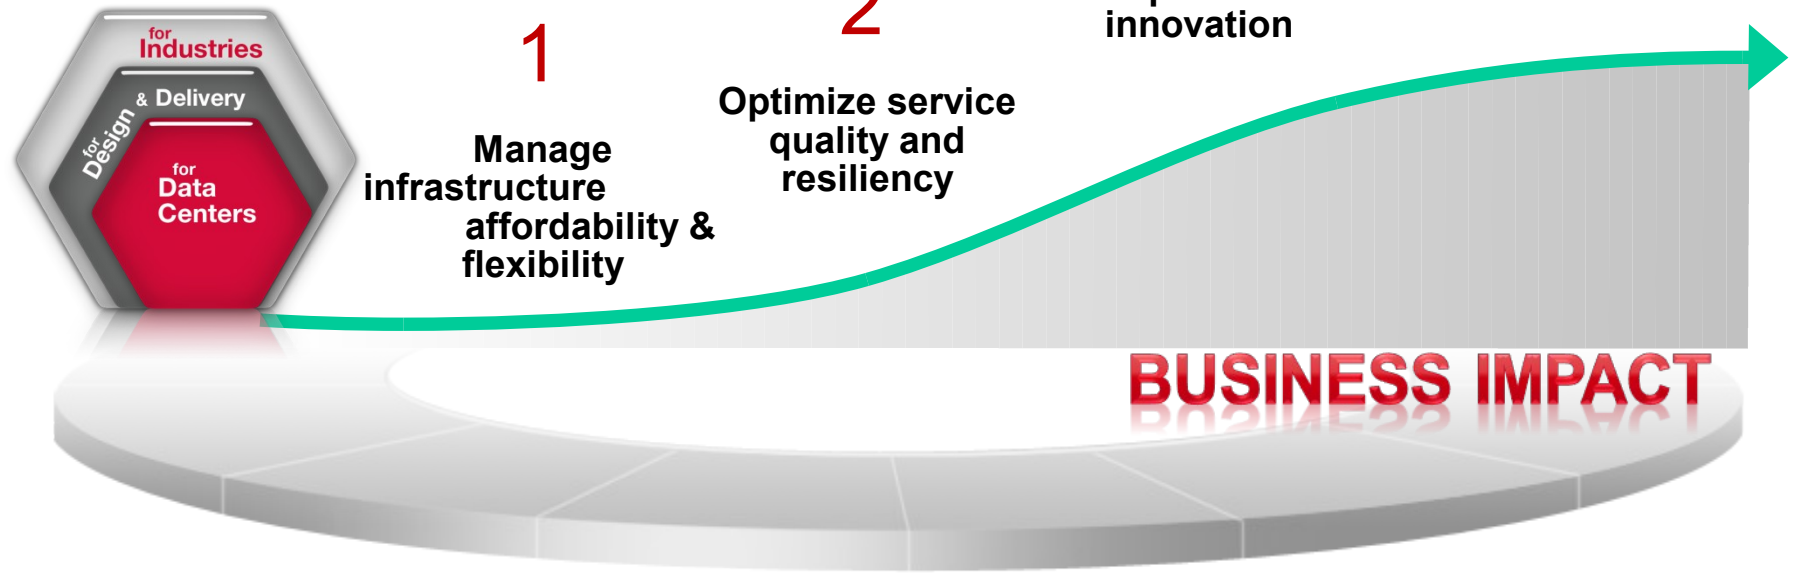 for
Industries
& Delivery
for
Design
for
Data
Centers
1
Manage
infrastructure
affordability &
flexibility
2
Optimize service
quality and
resiliency
innovation
BUSINESS IMPACT